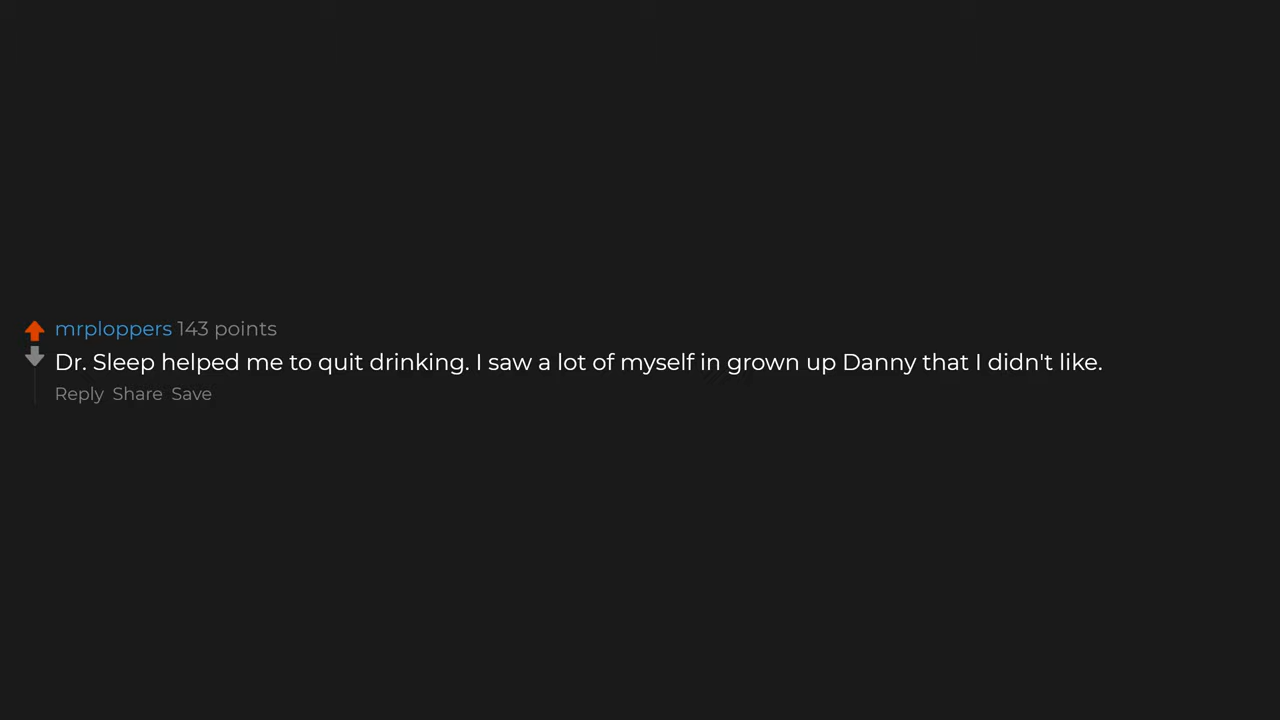 mrploppers 143 points
Dr. Sleep helped me to quit drinking. I saw a lot of myself in grown up Danny that I didn't like.
Reply Share Save